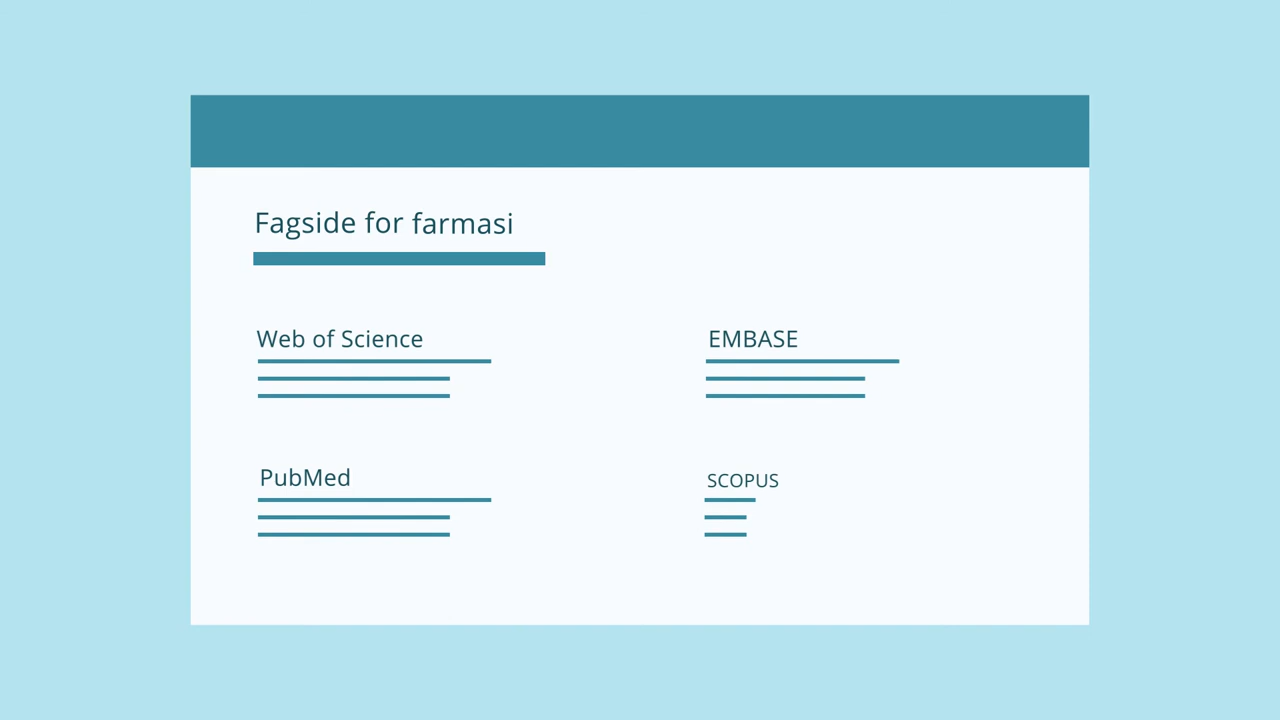 Fagside for farmasi
Web of Science
EMBASE
PubMed
SCOPUS